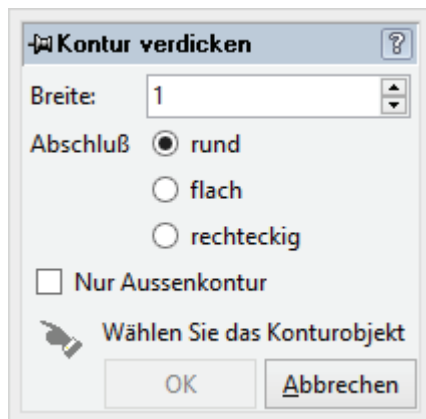 Kontur verdicken ?
Breite: 1
Abschluß rund
flach
rechteckig
Nur Aussenkontur
Wählen Sie das Konturobjekt
OK Abbrechen